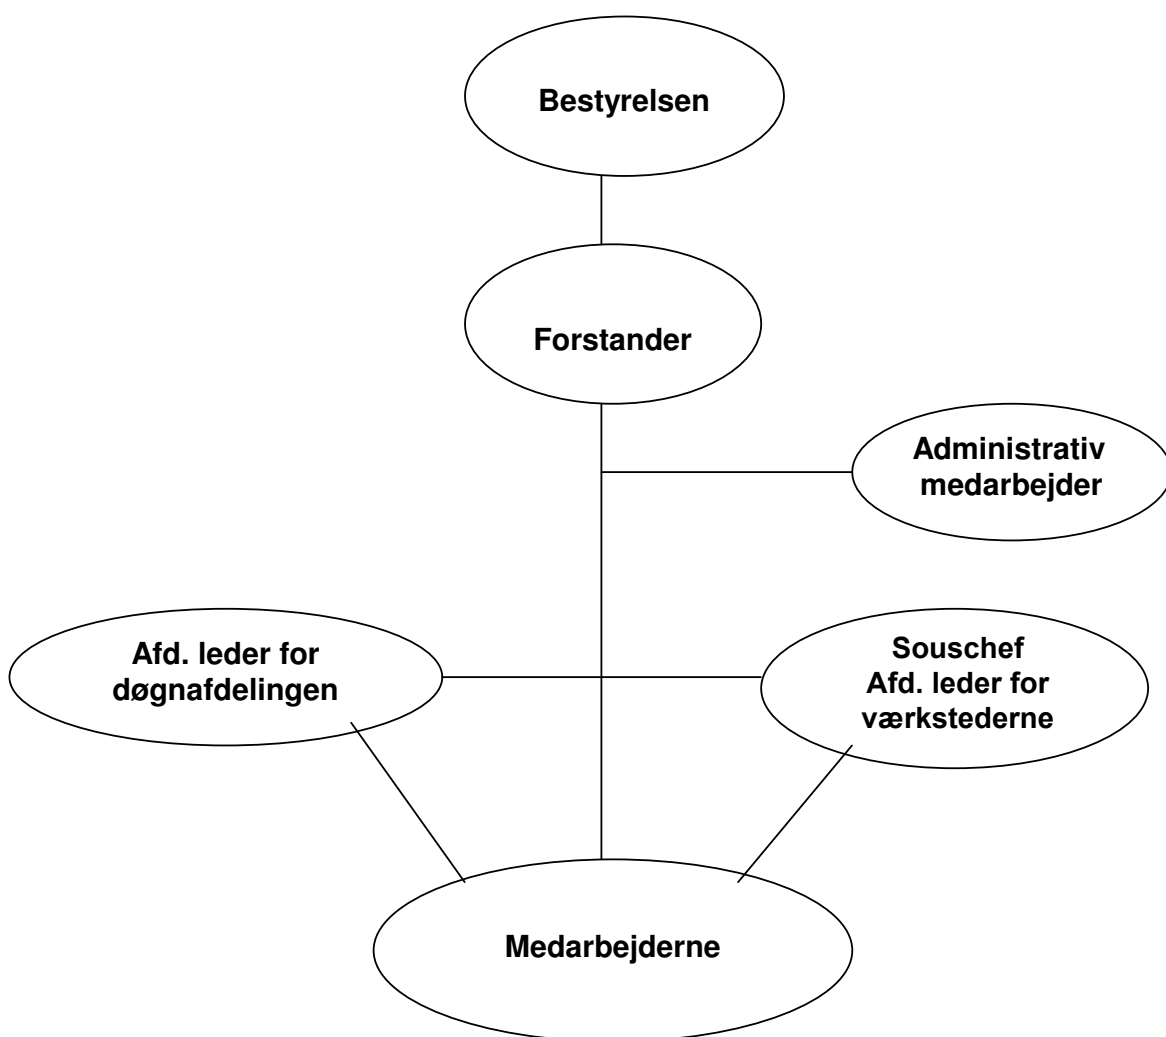 Bestyrelsen
Forstander
Administrativ
medarbejder
Afd. leder for
døgnafdelingen
Souschef
Afd. leder for
værkstederne
Medarbejderne